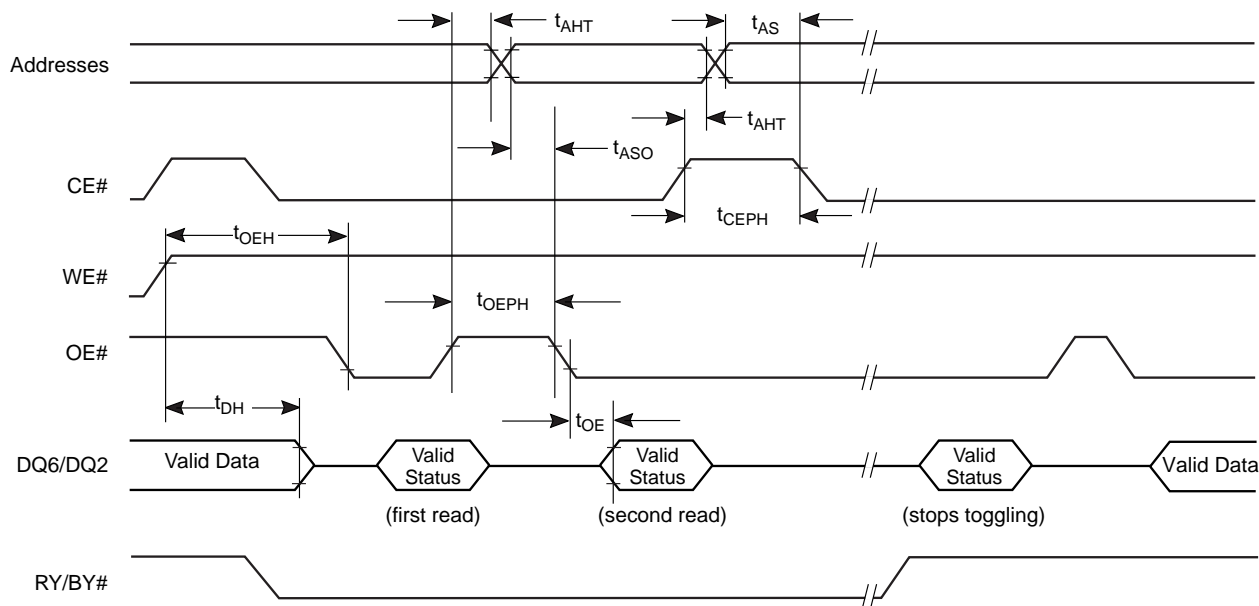 tAHT
tAS
Addresses
tAHT
tASO
CE#
tCEPH
tOEH
WE#
tOEPH
OE#
tDH
tOE
DQ6/DQ2
Valid Data
Valid
Status
Valid
Status
Valid
Status
Valid Data
(first read)
(second read)
(stops toggling)
RY/BY#